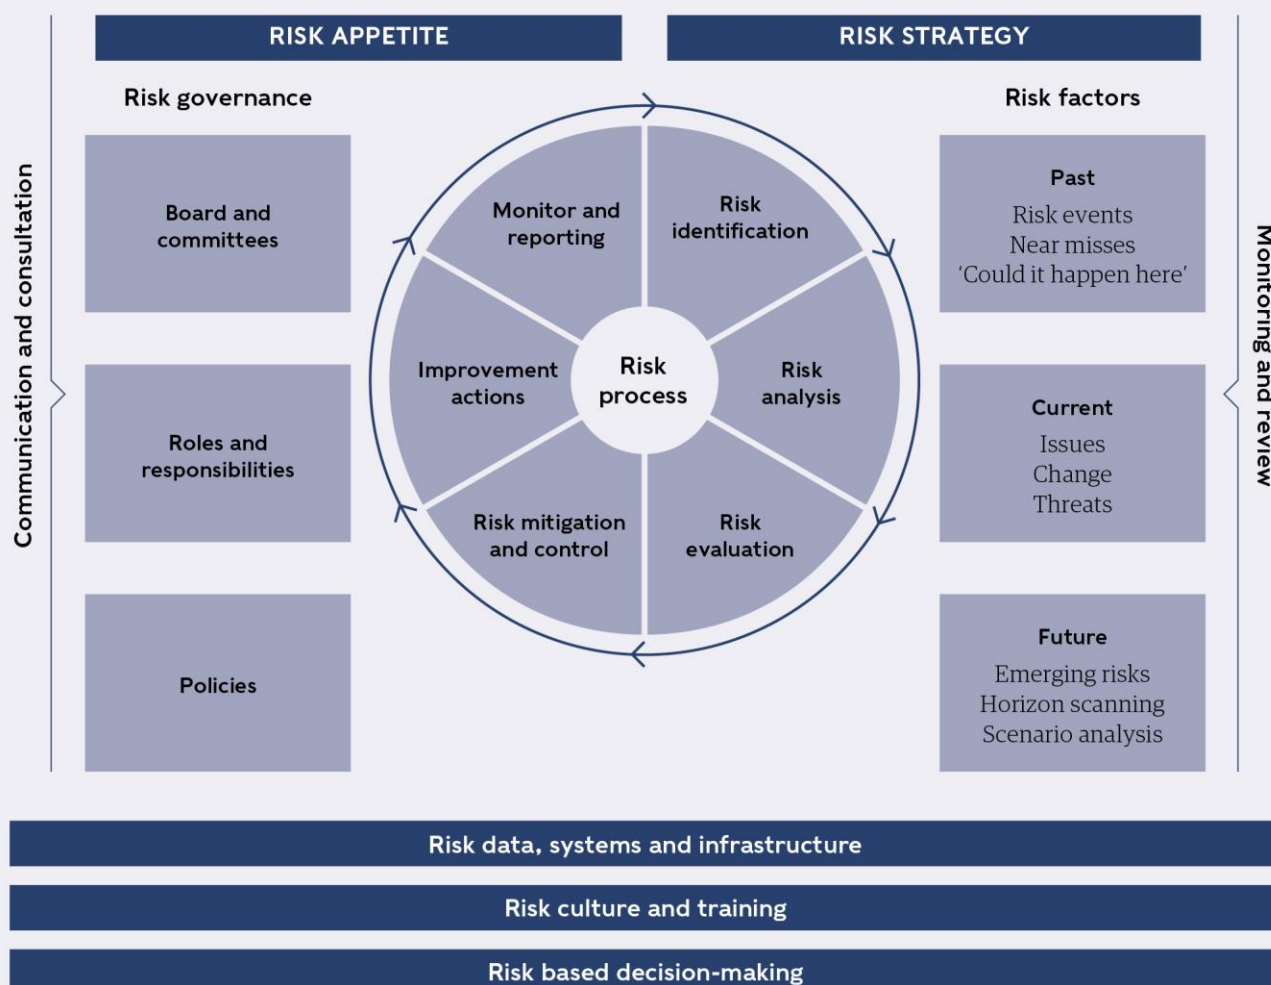 RISK APPETITE
RISK STRATEGY
Communication and consultation
Risk governance
Board and
committees
Roles and
responsibilities
Policies
Risk
process
Risk
identification
Risk
analysis
Risk
evaluation
Risk mitigation
and control
Improvement
actions
Monitor and
reporting
Risk factors
Past
Risk events
Near misses
‘Could it happen here’
Current
Issues
Change
Threats
Future
Emerging risks
Horizon scanning
Scenario analysis
Monitoring and review
Risk data, systems and infrastructure
Risk culture and training
Risk based decision-making